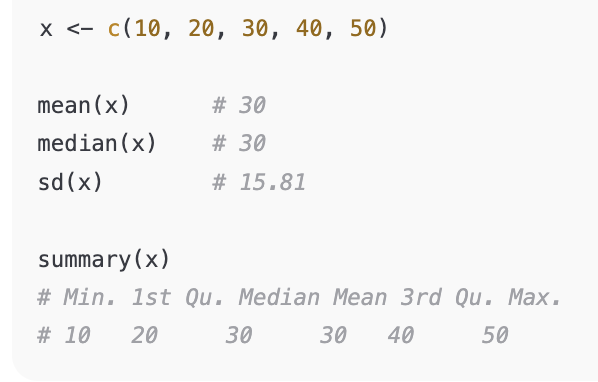 x <- c(10, 20, 30, 40, 50)
mean(x)      # 30
median(x)    # 30
sd(x)        # 15.81
summary(x)
# Min. 1st Qu. Median Mean 3rd Qu. Max.
# 10   20     30     30   40     50